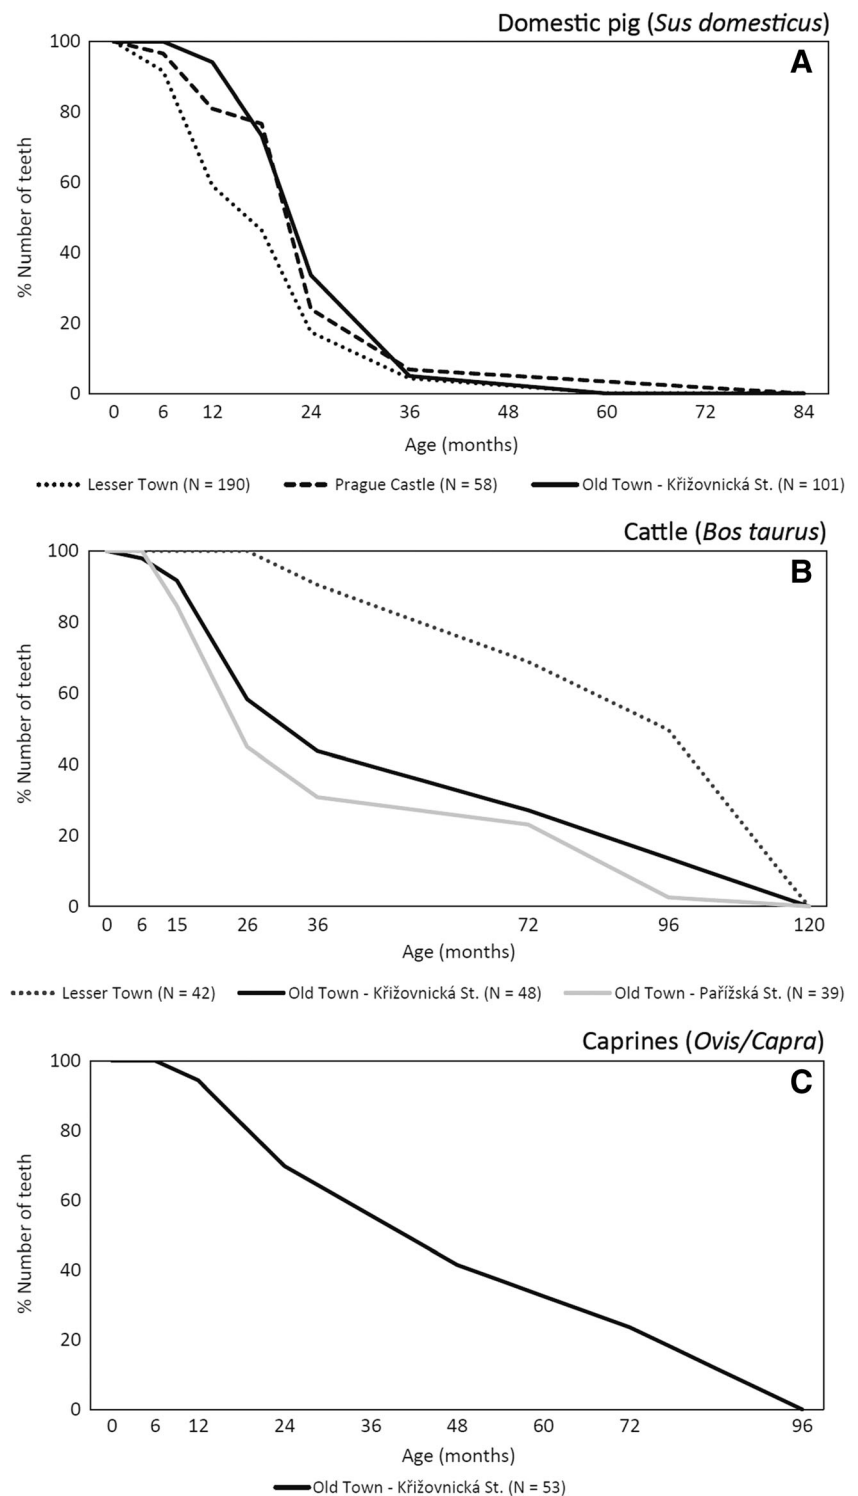 Domestic pig (Sus domesticus)
A
% Number of teeth
100
80
60
40
20
0
0 6 12 24 36 48 60 72 84
Age (months)
Lesser Town (N = 190) Prague Castle (N = 58) Old Town - Křižovnická St. (N = 101)
Cattle (Bos taurus)
B
% Number of teeth
100
80
60
40
20
0
0 6 15 26 36 72 96 120
Age (months)
Lesser Town (N = 42) Old Town - Křižovnická St. (N = 48) Old Town - Pařížská St. (N = 39)
Caprines (Ovis/Capra)
C
% Number of teeth
100
80
60
40
20
0
0 6 12 24 36 48 60 72 96
Age (months)
Old Town - Křižovnická St. (N = 53)